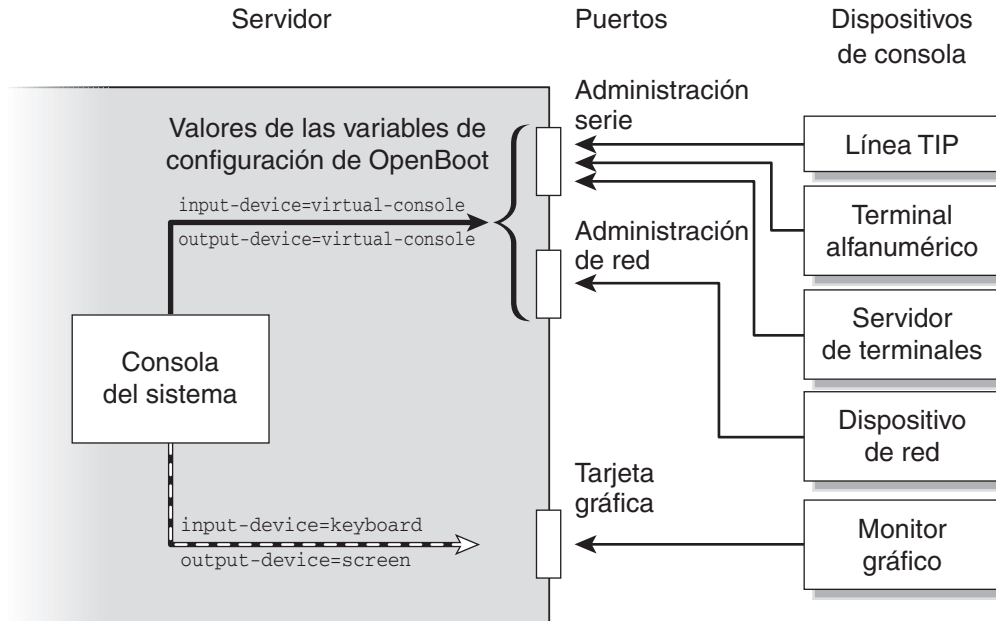 Servidor
Puertos
Dispositivos
de consola
Administración
serie
Valores de las variables de
configuración de OpenBoot
input-device=virtual-console
output-device=virtual-console
Administración
de red
Línea TIP
Terminal
alfanumérico
Servidor
de terminales
Consola
del sistema
Dispositivo
de red
Tarjeta
gráfica
input-device=keyboard
output-device=screen
Monitor
gráfico